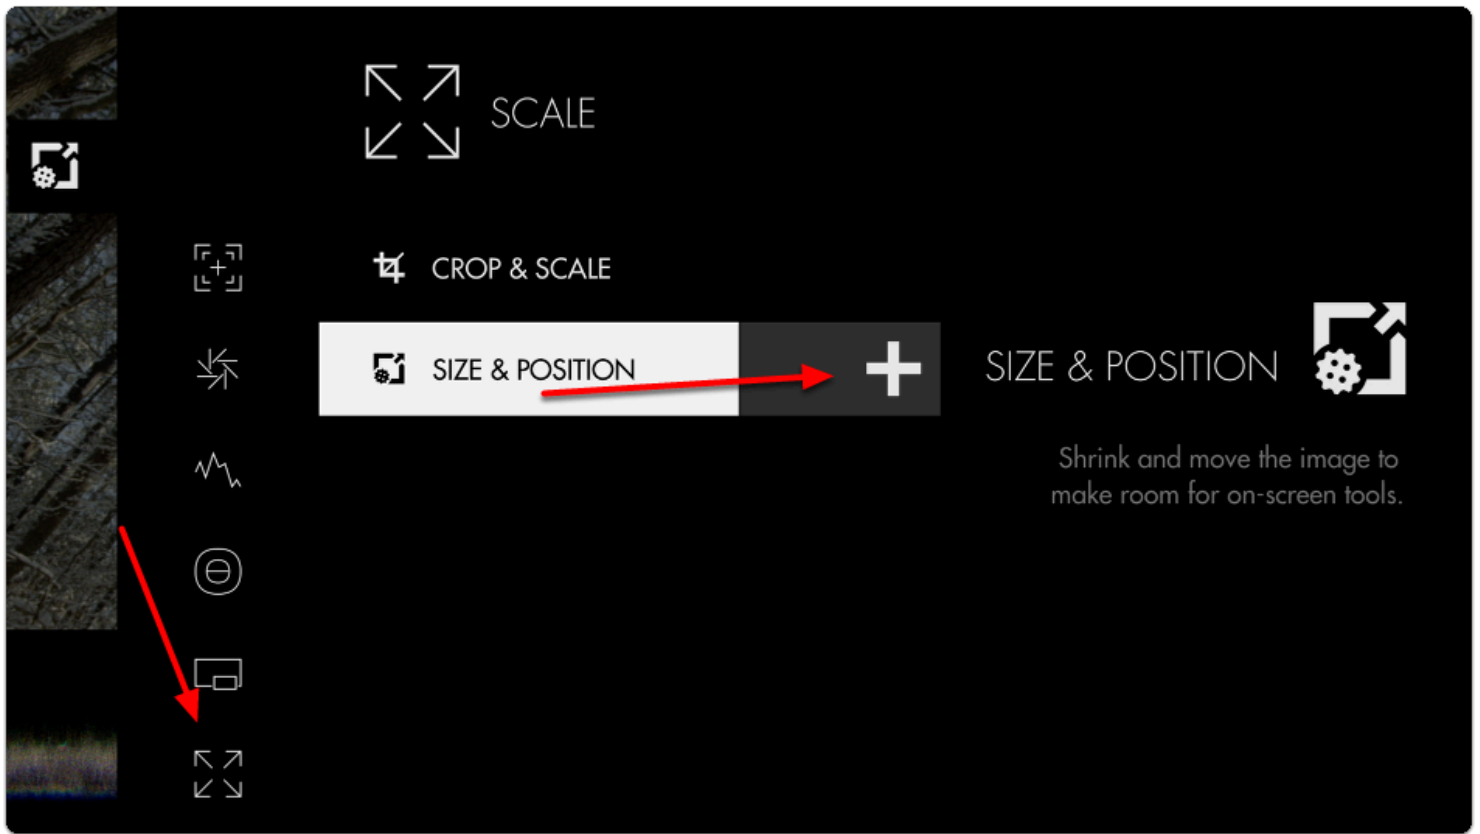 SCALE
CROP & SCALE
SIZE & POSITION
SIZE & POSITION
Shrink and move the image to
make room for on-screen tools.